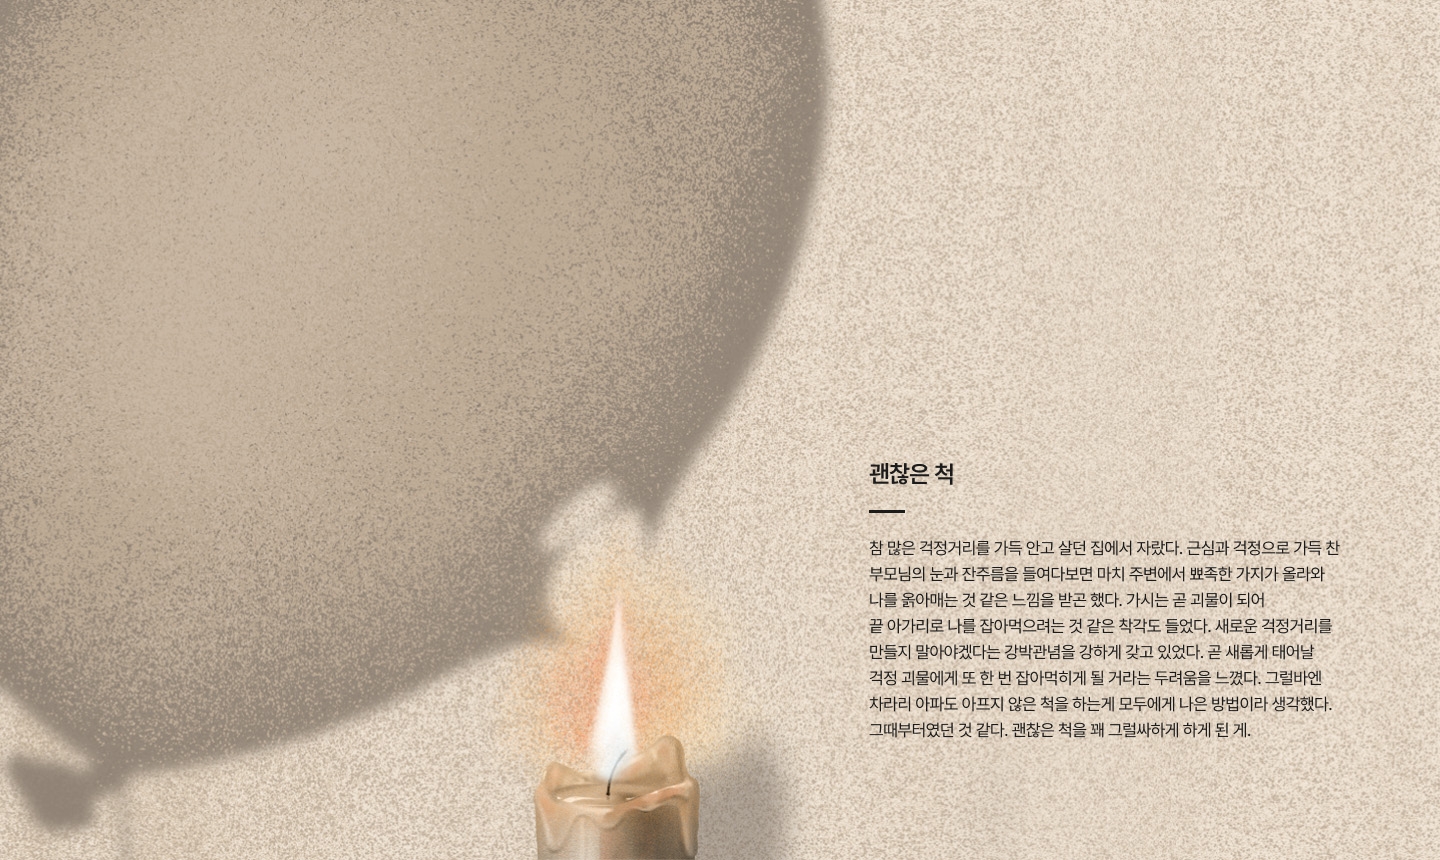 괜찮은 척
참 많은 걱정거리를 가득 안고 살던 집에서 자랐다. 근심과 걱정으로 가득 찬
부모님의 눈과 잔주름을 들여다보면 마치 주변에서 뾰족한 가지가 올라와
나를 옭아매는 것 같은 느낌을 받곤 했다. 가시는 곧 괴물이 되어
끝 아가리로 나를 잡아먹으려는 것 같은 착각도 들었다. 새로운 걱정거리를
만들지 말아야겠다는 강박관념을 강하게 갖고 있었다. 곧 새롭게 태어날
걱정 괴물에게 또 한 번 잡아먹히게 될 거라는 두려움을 느꼈다. 그럴바엔
차라리 아파도 아프지 않은 척을 하는게 모두에게 나은 방법이라 생각했다.
그때부터였던 것 같다. 괜찮은 척을 꽤 그럴싸하게 하게 된 게.